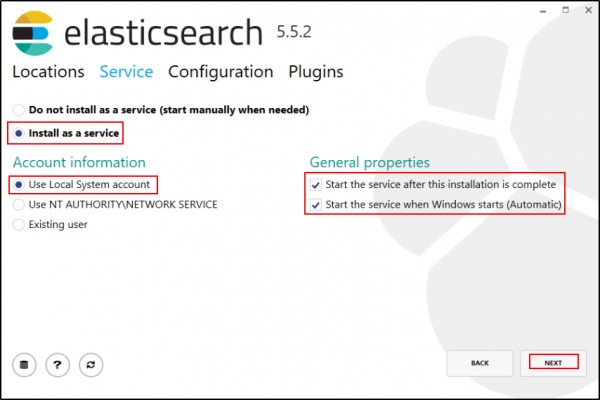 elasticsearch 5.5.2
Locations Service Configuration Plugins
Do not install as a service (start manually when needed)
Install as a service
Account information
Use Local System account
Use NT AUTHORITY\NETWORK SERVICE
Existing user
General properties
Start the service after this installation is complete
Start the service when Windows starts (Automatic)
?
BACK NEXT